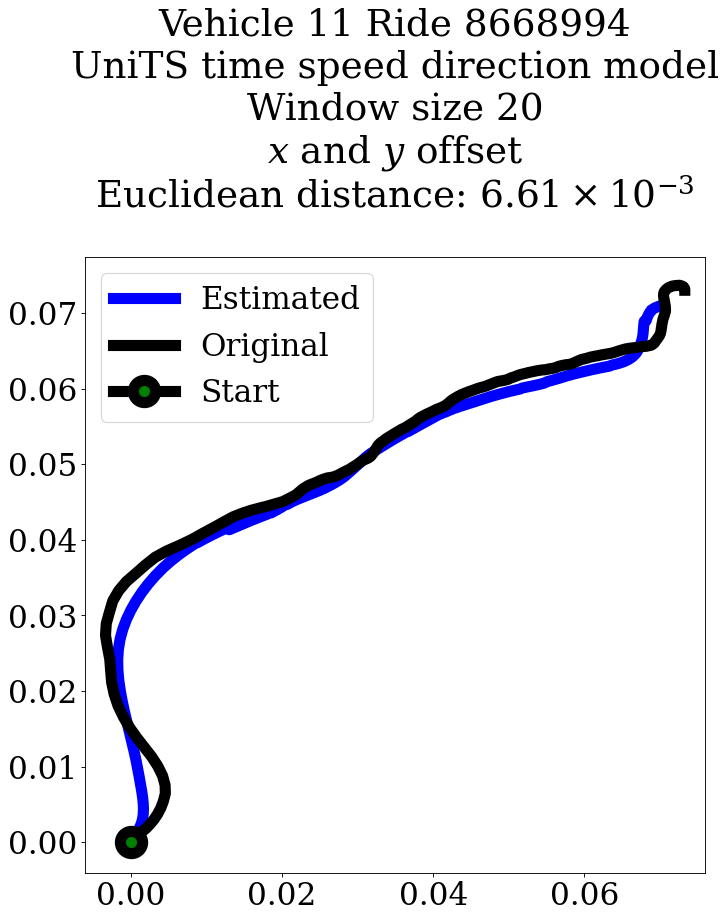 Vehicle 11 Ride 8668994
UniTS time speed direction model
Window size 20
x and y offset
Euclidean distance: 6.61 × 10⁻³
Estimated
Original
Start
0.07
0.06
0.05
0.04
0.03
0.02
0.01
0.00
0.00 0.02 0.04 0.06